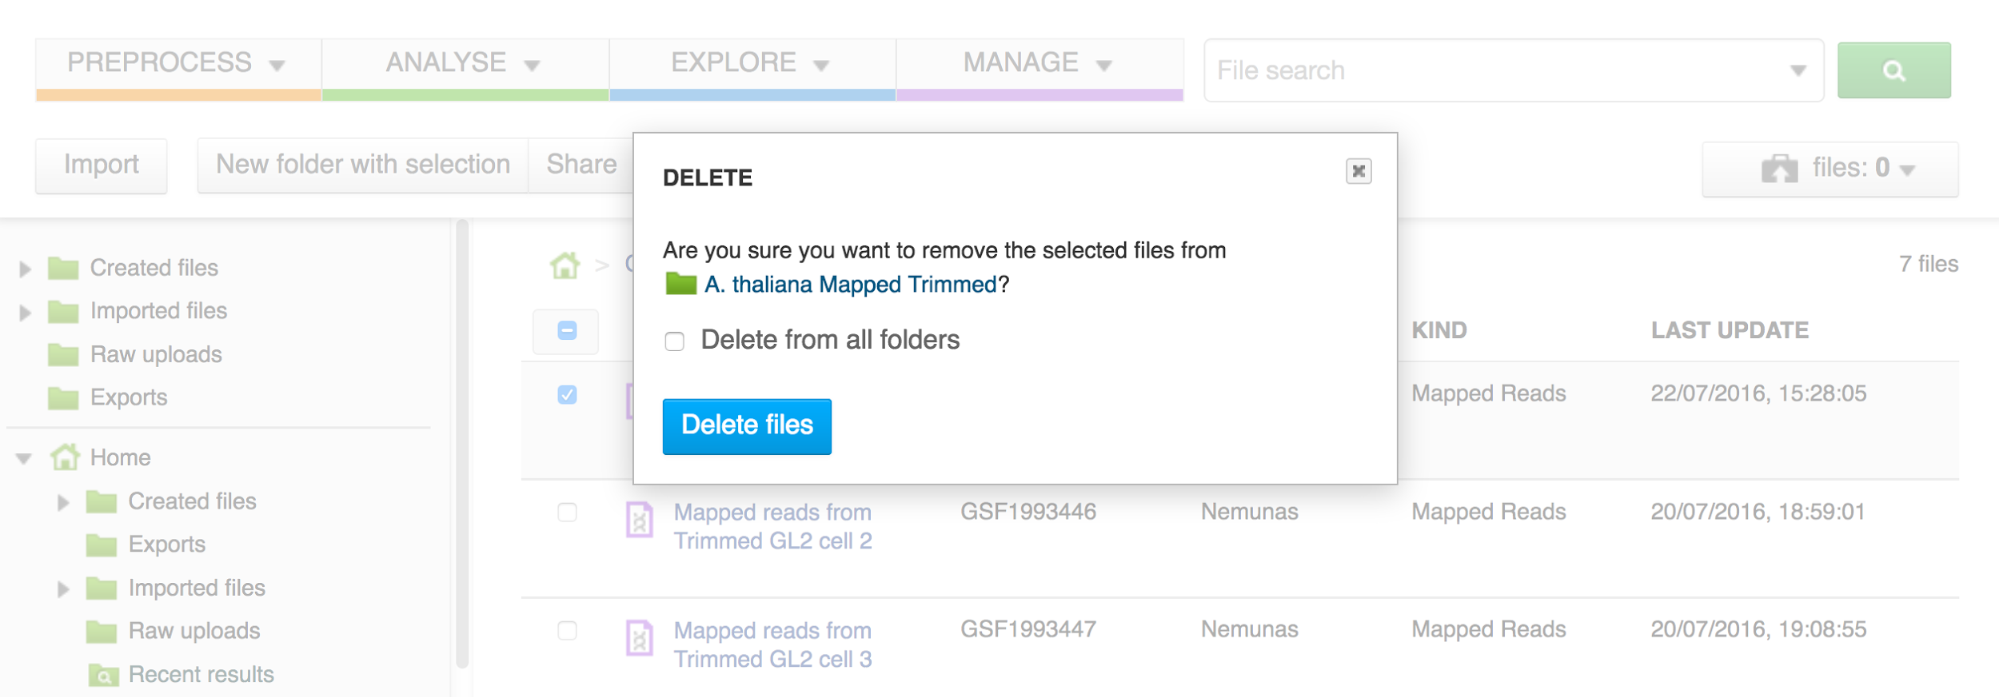 PREPROCESS ANALYSE EXPLORE MANAGE File search
Import New folder with selection Share files: 0
DELETE
Are you sure you want to remove the selected files from
A. thaliana Mapped Trimmed?
Delete from all folders
Delete files
Created files
Imported files
Raw uploads
Exports
Home
Created files
Exports
Imported files
Raw uploads
Recent results
>
7 files
KIND LAST UPDATE
Mapped Reads 22/07/2016, 15:28:05
Mapped reads from GSF1993446 Nemunas Mapped Reads 20/07/2016, 18:59:01
Trimmed GL2 cell 2
Mapped reads from GSF1993447 Nemunas Mapped Reads 20/07/2016, 19:08:55
Trimmed GL2 cell 3